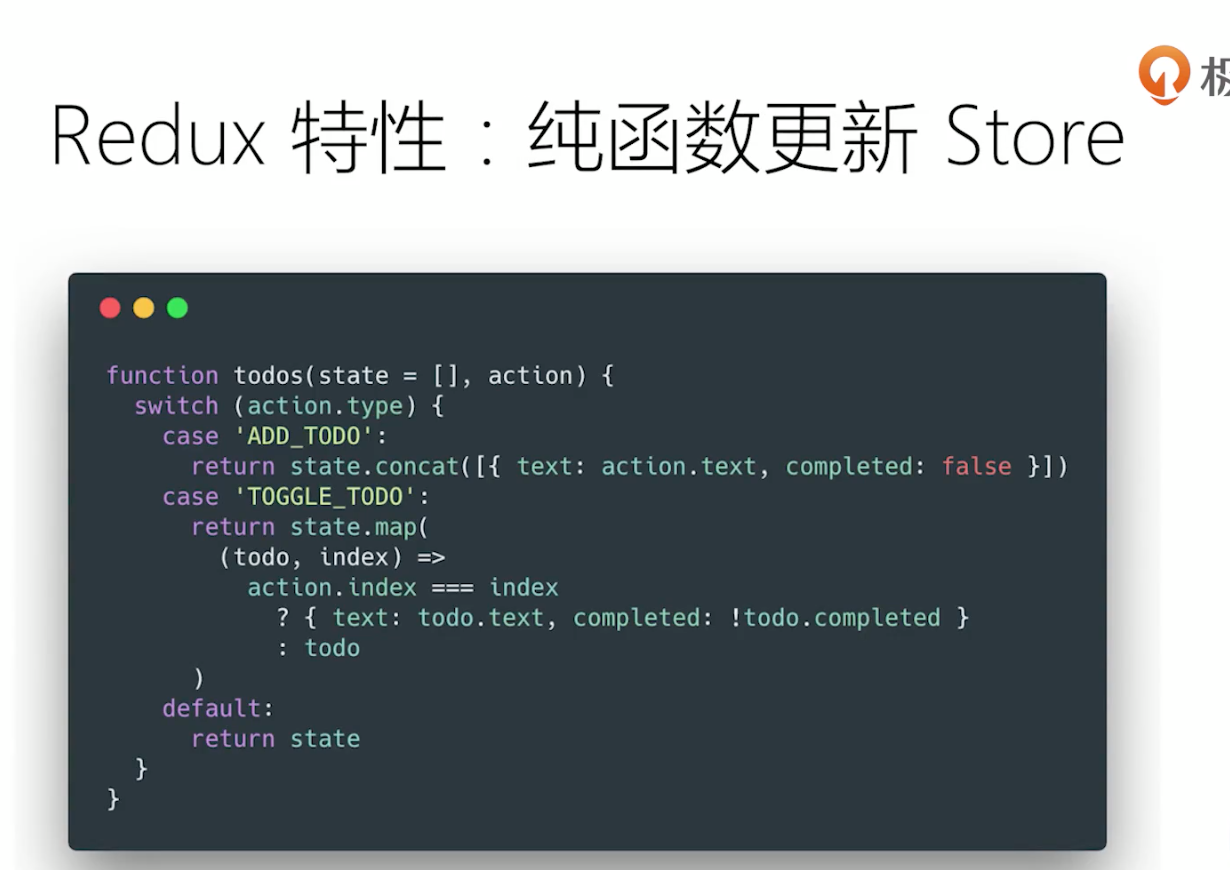 Redux 特性：纯函数更新 Store
极
function todos(state = [], action) {
  switch (action.type) {
    case 'ADD_TODO':
      return state.concat([{ text: action.text, completed: false }])
    case 'TOGGLE_TODO':
      return state.map(
        (todo, index) =>
          action.index === index
            ? { text: todo.text, completed: !todo.completed }
            : todo
      )
    default:
      return state
  }
}